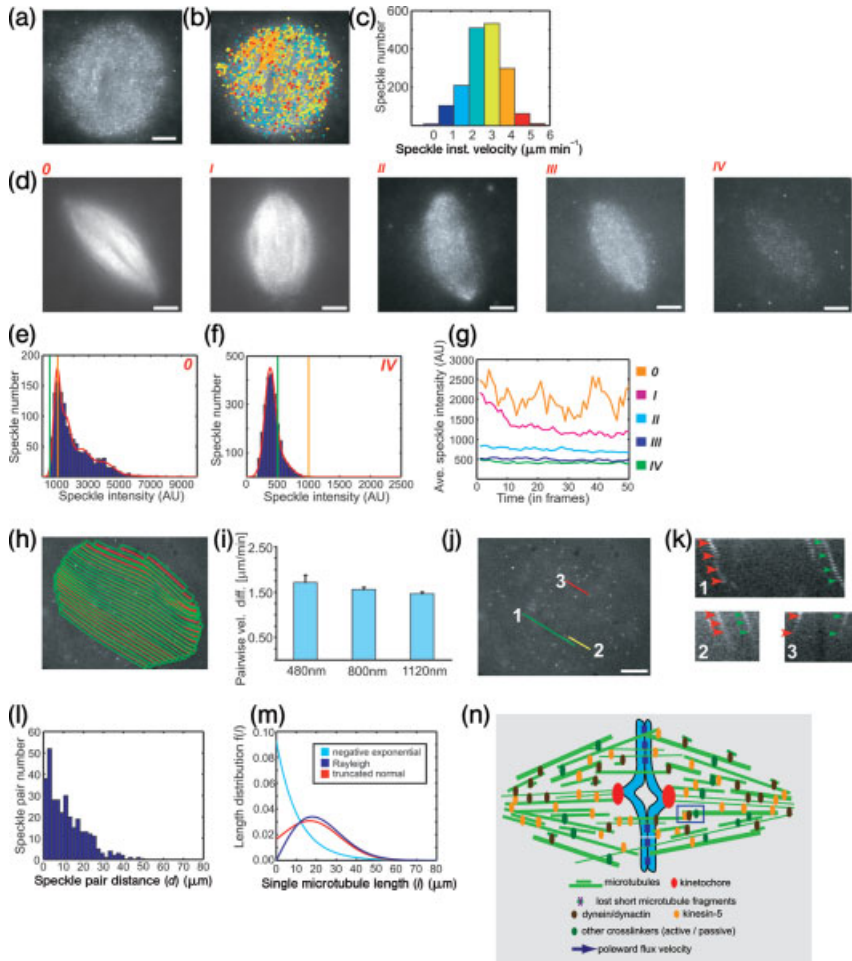 (a)
(b)
(c)
Speckle number
600
400
200
0 1 2 3 4 5 6
Speckle inst. velocity (μm min⁻¹)
(d)
0
I
II
III
IV
(e)
0
Speckle number
200
150
100
50
1000 3000 5000 7000 9000
Speckle intensity (AU)
(f)
IV
Speckle number
500
300
100
0 500 1000 1500 2000 2500
Speckle intensity (AU)
(g)
Ave. speckle intensity (AU)
3000
2500
2000
1500
1000
500
0 10 20 30 40 50
Time (in frames)
0
I
II
III
IV
(h)
(i)
Pairwise vel. diff. [μm/min]
2.50
1.50
0.50
480nm 800nm 1120nm
(j)
3
1
2
(k)
1
2
3
(l)
Speckle pair number
60
50
40
30
20
10
0
0 10 20 30 40 50 60 70 80
Speckle pair distance (d) μm
(m)
Length distribution f(l)
0.10
0.08
0.06
0.04
0.02
0.0
0 20 40 60 80
negative exponential
Rayleigh
truncated normal
Single microtubule length (l) (μm)
(n)
microtubules
kinetochore
lost short microtubule fragments
dynein/dynactin
kinesin-5
other crosslinkers (active / passive)
poleward flux velocity